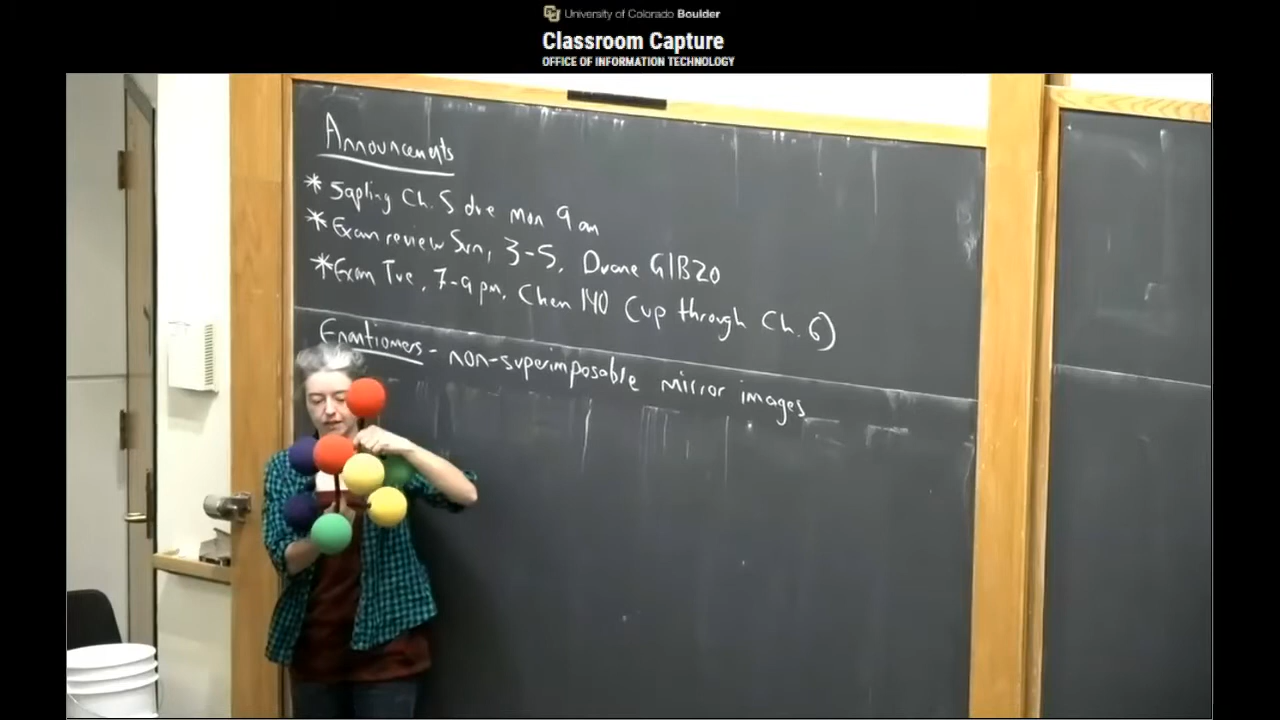 University of Colorado Boulder
Classroom Capture
OFFICE OF INFORMATION TECHNOLOGY
Announcements
* Sapling Ch. 5 due Mon 9 am
* Exam review Sun, 3-5, Duane G1B20
* Exam Tue, 7-9 pm, Chem 140 (up through Ch. 6)
Enantiomers - non-superimposable mirror images